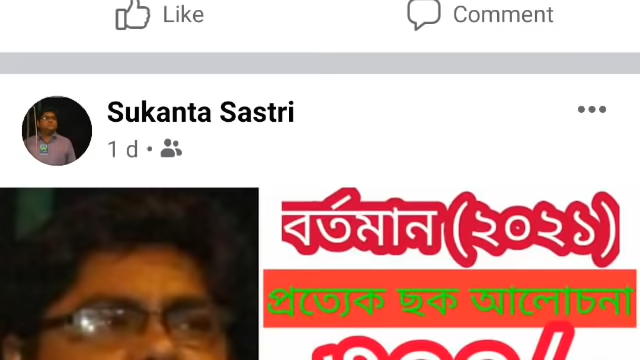 Like Comment
Sukanta Sastri
1 d
বর্তমান (২০২১)
প্রত্যেক ছক আলোচনা